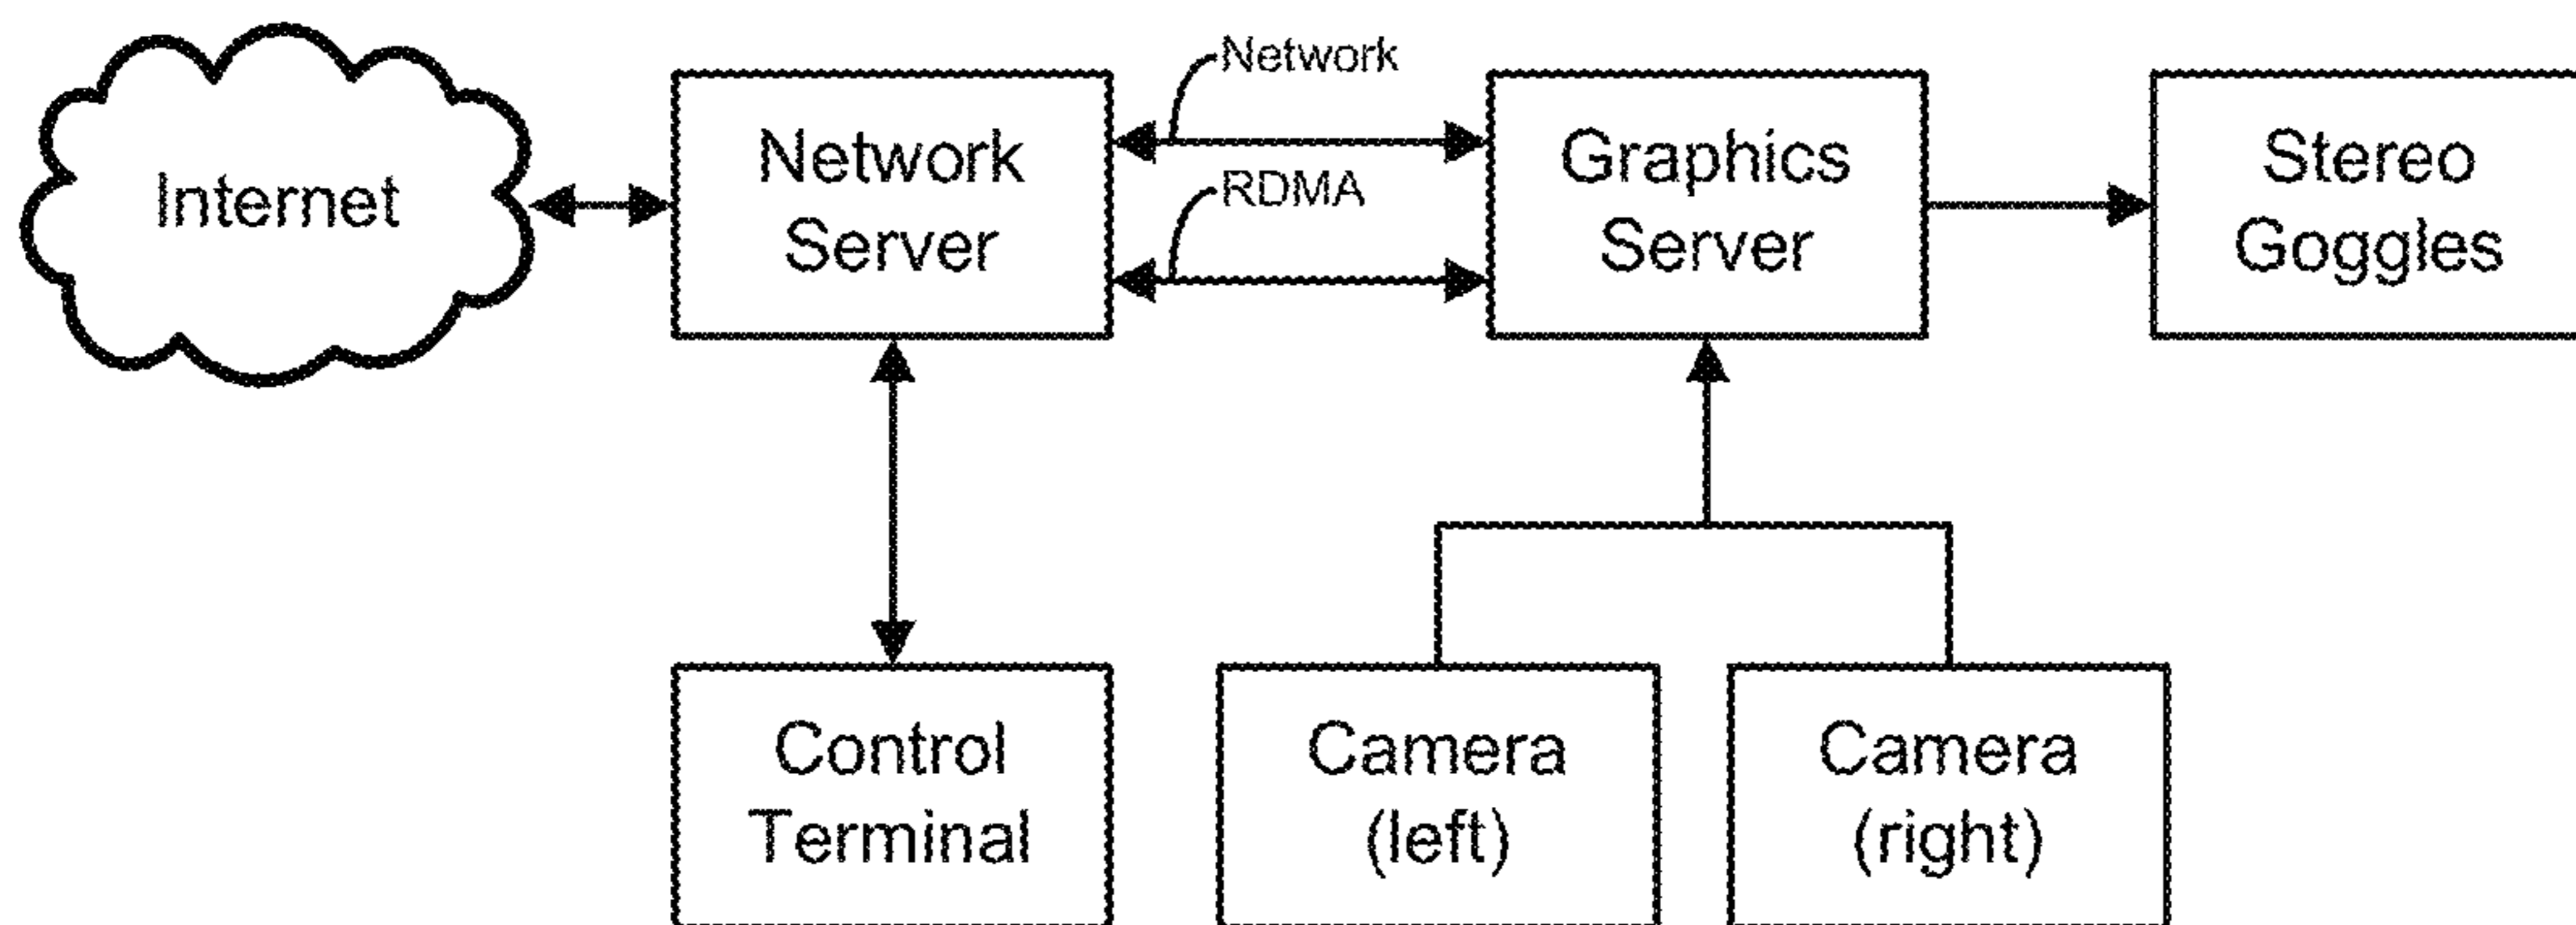 Internet
Network
Server
Network
RDMA
Graphics
Server
Stereo
Goggles
Control
Terminal
Camera
(left)
Camera
(right)